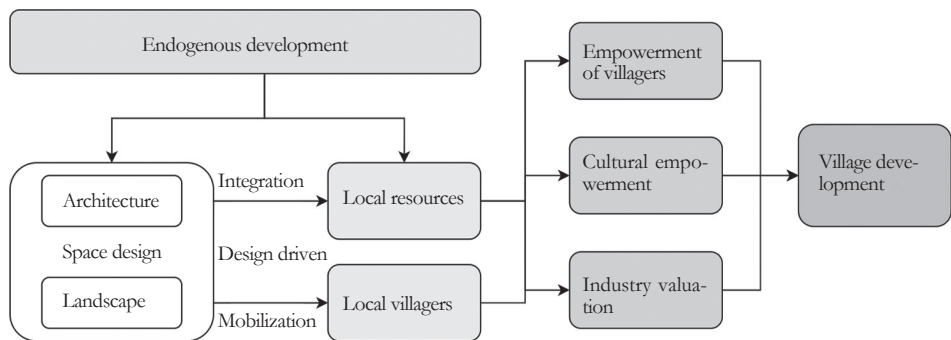 Endogenous development
Empowerment
of villagers
Architecture
Space design
Landscape
Integration
Design driven
Mobilization
Local resources
Local villagers
Cultural empo-
werment
Industry valua-
tion
Village deve-
lopment